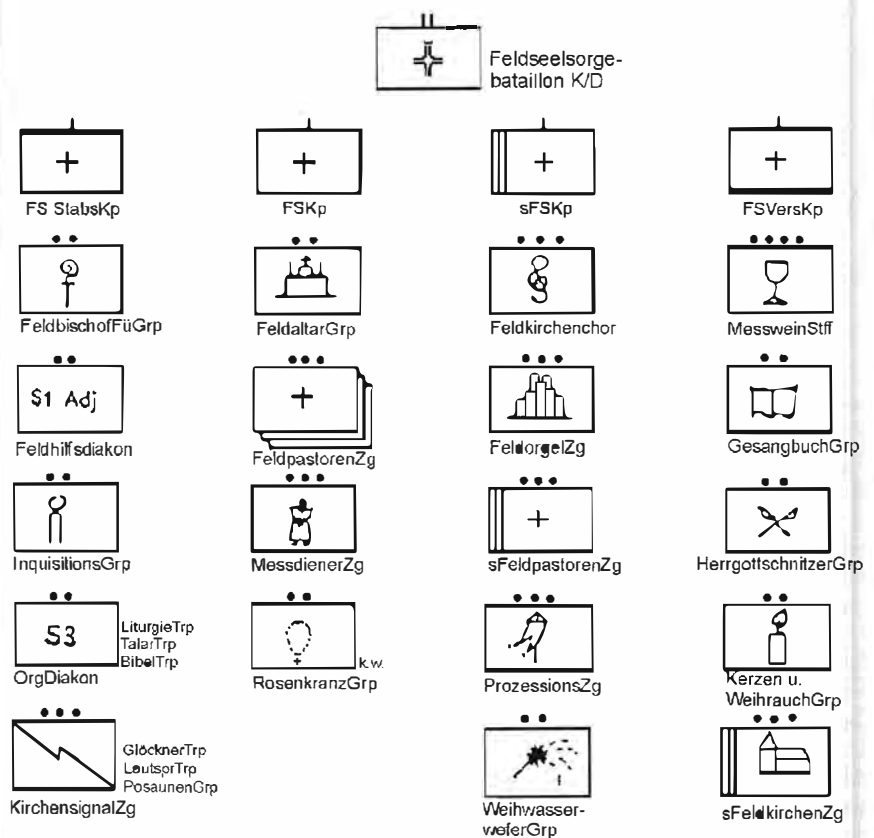 Feldseelsorge-
bataillon K/D
FS StabsKp
FSKp
sFSKp
FSVersKp
FeldbischofFüGrp
FeldaltarGrp
Feldkirchenchor
MessweinStff
S1 Adj
Feldhilfsdiakon
FeldpastorenZg
FeldorgelZg
GesangbuchGrp
InquisitionsGrp
MessdienerZg
sFeldpastorenZg
HerrgottschnitzerGrp
S3
LiturgieTrp
TalarTrp
BibelTrp
OrgDiakon
k.w.
RosenkranzGrp
ProzessionsZg
Kerzen u.
WeihrauchGrp
GlöcknerTrp
LautsprTrp
PosaunenGrp
KirchensignalZg
Weihwasser-
weferGrp
sFeldkirchenZg